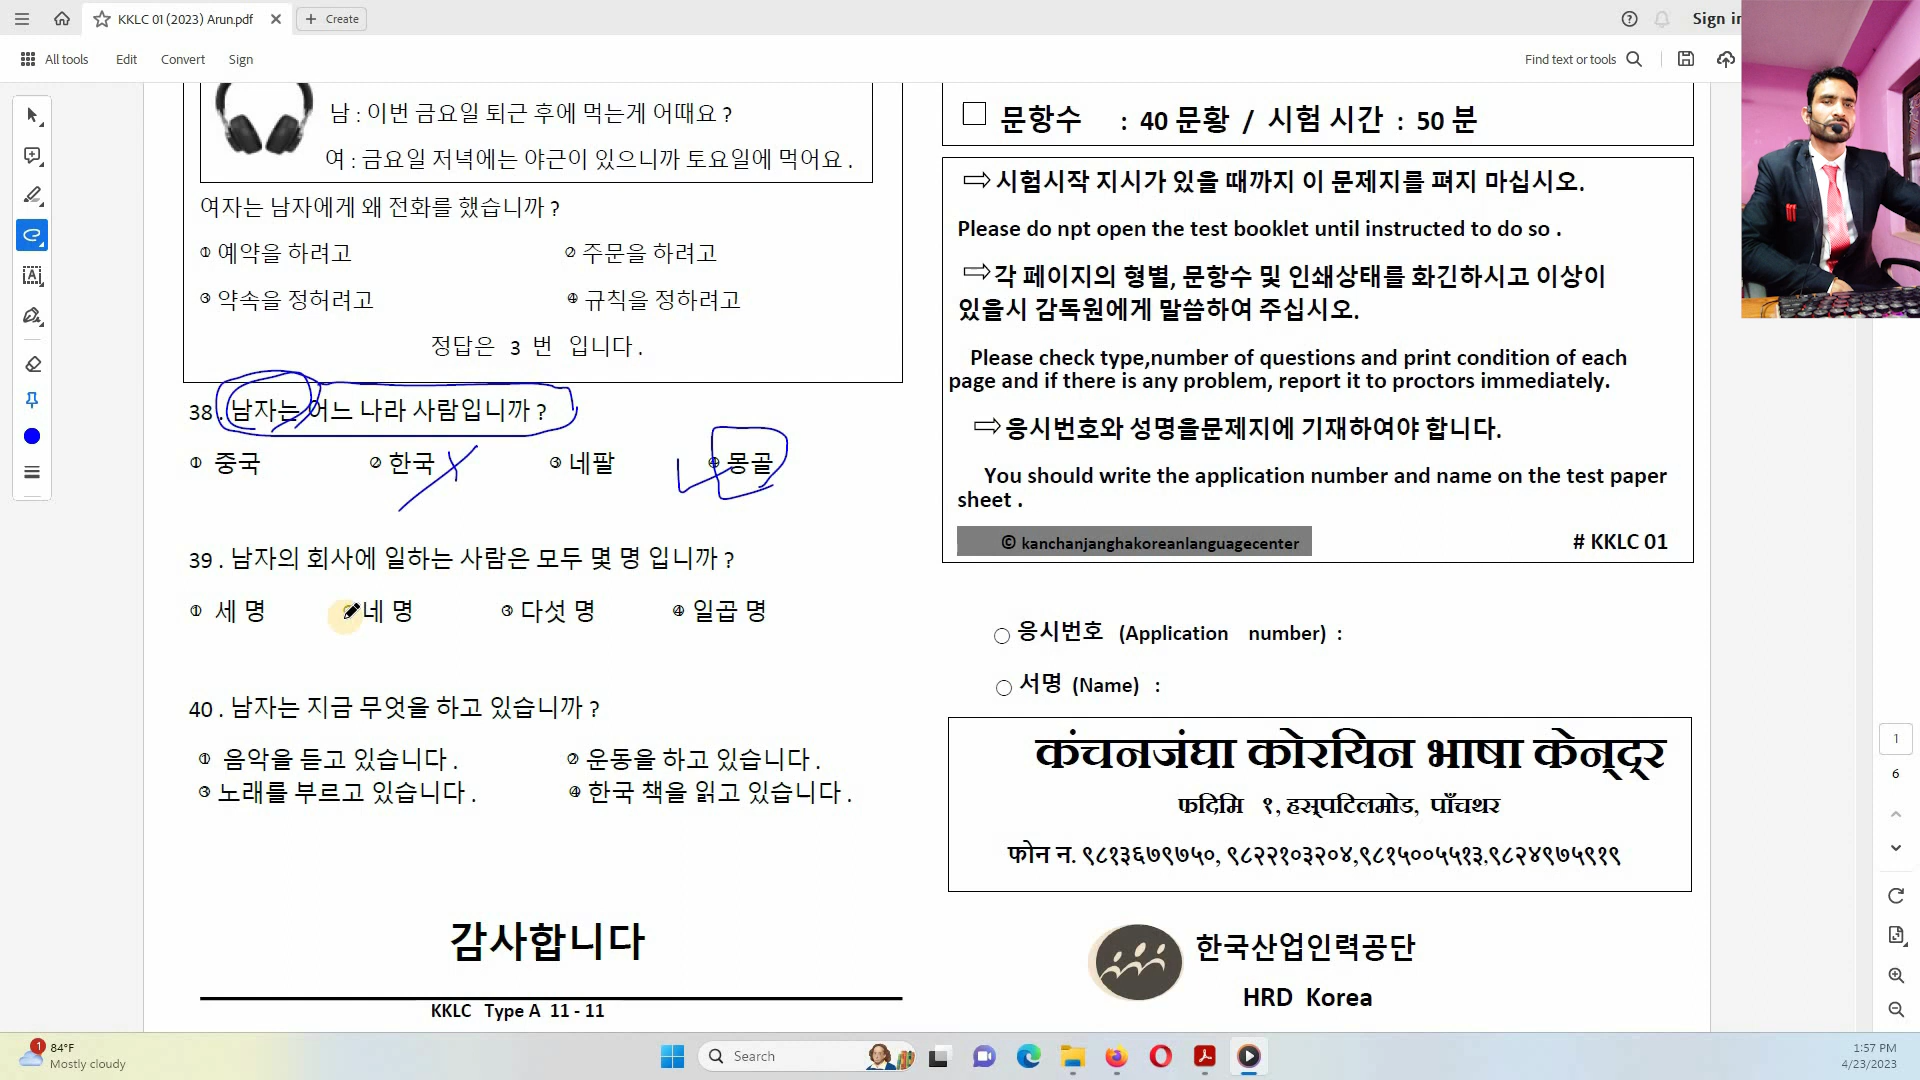 KKLC 01 (2023) Arun.pdf
Create
Sign in
All tools
Edit
Convert
Sign
Find text or tools
남 : 이번 금요일 퇴근 후에 먹는게 어때요 ?
여 : 금요일 저녁에는 야근이 있으니까 토요일에 먹어요 .
여자는 남자에게 왜 전화를 했습니까 ?
① 예약을 하려고
② 주문을 하려고
③ 약속을 정허려고
④ 규칙을 정하려고
정답은 3 번 입니다 .
38 . 남자는 어느 나라 사람입니까 ?
① 중국
② 한국
③ 네팔
④ 몽골
39 . 남자의 회사에 일하는 사람은 모두 몇 명 입니까 ?
① 세 명
네 명
③ 다섯 명
④ 일곱 명
40 . 남자는 지금 무엇을 하고 있습니까 ?
① 음악을 듣고 있습니다 .
② 운동을 하고 있습니다 .
③ 노래를 부르고 있습니다 .
④ 한국 책을 읽고 있습니다 .
감사합니다
KKLC Type A 11 - 11
문항수 : 40 문황 / 시험 시간 : 50 분
⇨ 시험시작 지시가 있을 때까지 이 문제지를 펴지 마십시오.
Please do npt open the test booklet until instructed to do so .
⇨ 각 페이지의 형별, 문항수 및 인쇄상태를 화긴하시고 이상이
있을시 감독원에게 말씀하여 주십시오.
Please check type,number of questions and print condition of each
page and if there is any problem, report it to proctors immediately.
⇨ 응시번호와 성명을문제지에 기재하여야 합니다.
You should write the application number and name on the test paper
sheet .
© kanchanjanghakoreanlanguagecenter
# KKLC 01
응시번호 (Application number) :
서명 (Name) :
कंचनजंघा कोरयिन भाषा केन्द्र
फदिमि १, हस्पटिलमोड, पाँचथर
फोन न. ९८१३६७९७५०, ९८२२१०३२०४,९८१५००५५१३,९८२४९७५९१९
한국산업인력공단
HRD Korea
1
6
1
84°F
Mostly cloudy
Search
1:57 PM
4/23/2023